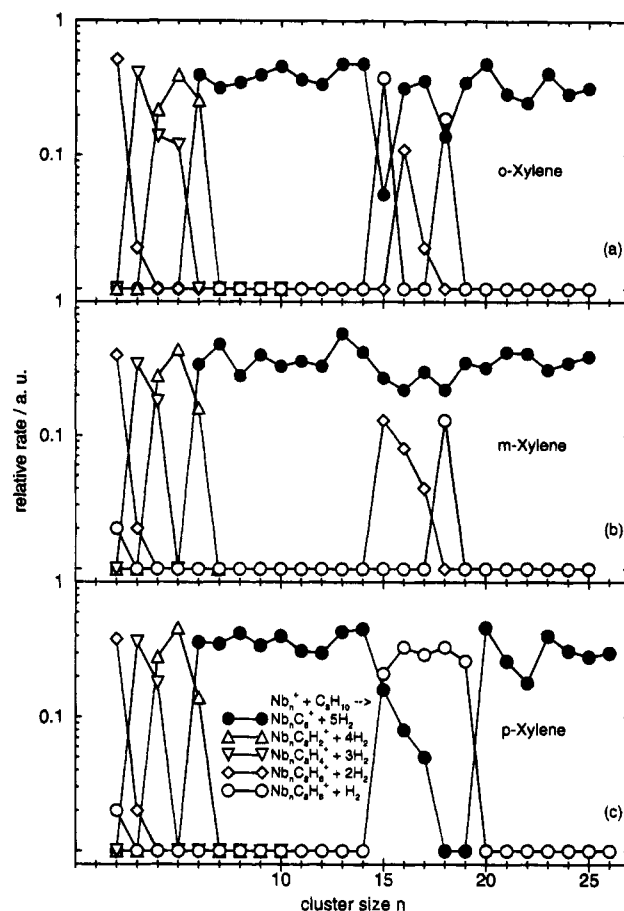 1
0.1
o-Xylene
(a)
1
0.1
m-Xylene
(b)
relative rate / a. u.
1
Nbₙ⁺ + C₈H₁₀ -->
NbₙC₈⁺ + 5H₂
NbₙC₈H₂⁺ + 4H₂
NbₙC₈H₄⁺ + 3H₂
NbₙC₈H₆⁺ + 2H₂
NbₙC₈H₈⁺ + H₂
0.1
p-Xylene
(c)
10 15 20 25
cluster size n